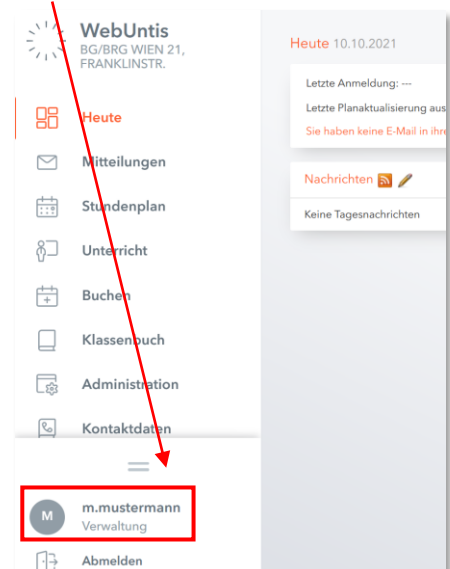 WebUntis
BG/BRG WIEN 21,
FRANKLINSTR.
Heute
Mitteilungen
Stundenplan
Unterricht
Buchen
Klassenbuch
Administration
Kontaktdaten
M
m.mustermann
Verwaltung
Abmelden
Heute 10.10.2021
Letzte Anmeldung: ---
Letzte Planaktualisierung aus
Sie haben keine E-Mail in ihre
Nachrichten
Keine Tagesnachrichten